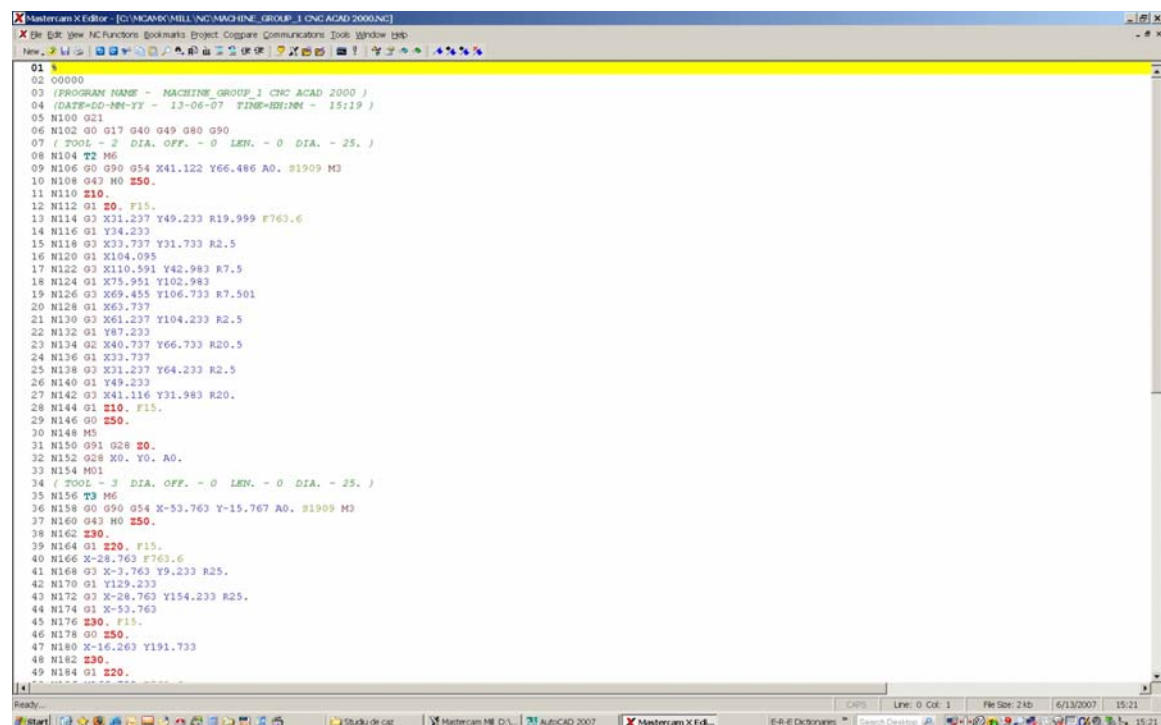 Mastercam X Editor - [C:\MCAMX\MILL\NC\MACHINE_GROUP_1 CNC ACAD 2000.NC]
File Edit View NC Functions Bookmarks Project Compare Communications Tools Window Help
New
01 %
02 O0000
03 (PROGRAM NAME - MACHINE_GROUP_1 CNC ACAD 2000 )
04 (DATE=DD-MM-YY - 13-06-07 TIME=HH:MM - 15:19 )
05 N100 G21
06 N102 G0 G17 G40 G49 G80 G90
07 ( TOOL - 2 DIA. OFF. - 0 LEN. - 0 DIA. - 25. )
08 N104 T2 M6
09 N106 G0 G90 G54 X41.122 Y66.486 A0. S1909 M3
10 N108 G43 H0 Z50.
11 N110 Z10.
12 N112 G1 Z0. F15.
13 N114 G3 X31.237 Y49.233 R19.999 F763.6
14 N116 G1 Y34.233
15 N118 G3 X33.737 Y31.733 R2.5
16 N120 G1 X104.095
17 N122 G3 X110.591 Y42.983 R7.5
18 N124 G1 X75.951 Y102.983
19 N126 G3 X69.455 Y106.733 R7.501
20 N128 G1 X63.737
21 N130 G3 X61.237 Y104.233 R2.5
22 N132 G1 Y87.233
23 N134 G2 X40.737 Y66.733 R20.5
24 N136 G1 X33.737
25 N138 G3 X31.237 Y64.233 R2.5
26 N140 G1 Y49.233
27 N142 G3 X41.116 Y31.983 R20.
28 N144 G1 Z10. F15.
29 N146 G0 Z50.
30 N148 M5
31 N150 G91 G28 Z0.
32 N152 G28 X0. Y0. A0.
33 N154 M01
34 ( TOOL - 3 DIA. OFF. - 0 LEN. - 0 DIA. - 25. )
35 N156 T3 M6
36 N158 G0 G90 G54 X-53.763 Y-15.767 A0. S1909 M3
37 N160 G43 H0 Z50.
38 N162 Z30.
39 N164 G1 Z20. F15.
40 N166 X-28.763 F763.6
41 N168 G3 X-3.763 Y9.233 R25.
42 N170 G1 Y129.233
43 N172 G3 X-28.763 Y154.233 R25.
44 N174 G1 X-53.763
45 N176 Z30. F15.
46 N178 G0 Z50.
47 N180 X-16.263 Y191.733
48 N182 Z30.
49 N184 G1 Z20.
Ready... CAPS Line: 0 Col: 1 File Size: 2 kb 6/13/2007 15:21
Start Studiu de caz Mastercam Mill D:\... AutoCAD 2007 Mastercam X Edi... E-R-E Dictionaries Search Desktop 15:21